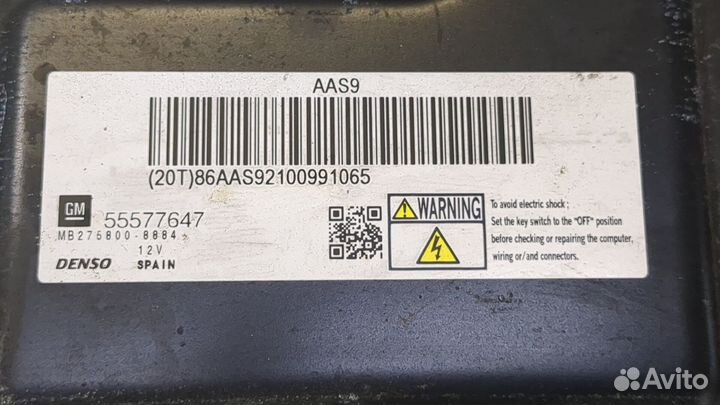 AAS9
(20T)86AAS92100991065
GM 55577647
MB276800-8884
12V
DENSO SPAIN
WARNING
To avoid electric shock;
Set the key switch to the "OFF" position
before checking or repairing the computer,
wiring or/and connectors.
Avito